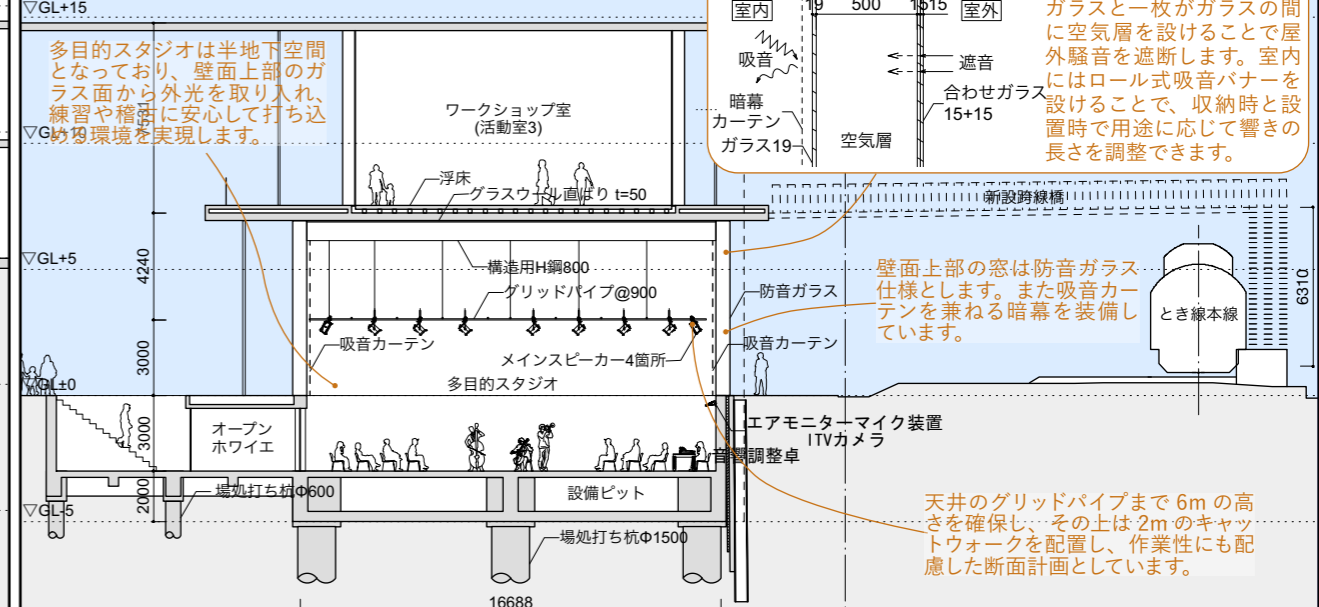 ▽GL+15
多目的スタジオは半地下空間
となっており、壁面上部のガ
ラス面から外光を取り入れ、
練習や稽古に安心して打ち込
める環境を実現します。
▽GL+10
ワークショップ室
(活動室3)
室内
19
500
1515
室外
吸音
遮音
暗幕
カーテン
合わせガラス
15+15
ガラス19
空気層
ガラスと一枚がガラスの間
に空気層を設けることで屋
外騒音を遮断します。室内
にはロール式吸音バナーを
設けることで、収納時と設
置時で用途に応じて響きの
長さを調整できます。
浮床
グラスウール直ばり t=50
新設跨線橋
▽GL+5
4240
構造用H鋼800
グリッドパイプ@900
防音ガラス
壁面上部の窓は防音ガラス
仕様とします。また吸音カー
テンを兼ねる暗幕を装備し
ています。
とき線本線
6310
3000
吸音カーテン
メインスピーカー4箇所
吸音カーテン
▽GL±0
多目的スタジオ
3000
オープン
ホワイエ
エアモニターマイク装置
ITVカメラ
音響調整卓
2000
場処打ち杭Φ600
設備ピット
▽GL-5
場処打ち杭Φ1500
天井のグリッドパイプまで 6m の高
さを確保し、その上は 2m のキャッ
トウォークを配置し、作業性にも配
慮した断面計画としています。
16688